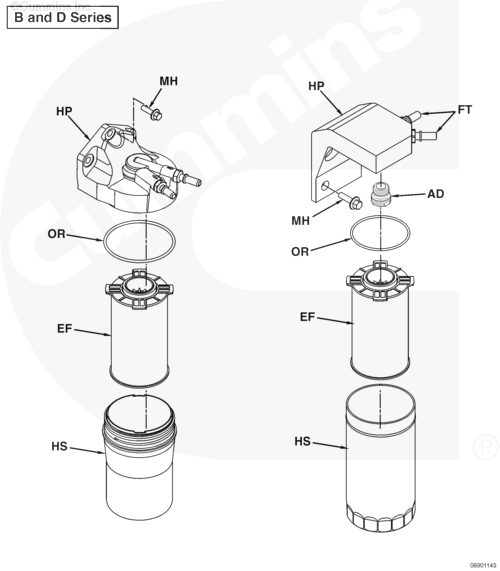 ©Cummins Inc
B and D Series
MH
HP
HP
FT
AD
MH
OR
OR
EF
EF
HS
HS
Cummins
®
06901143